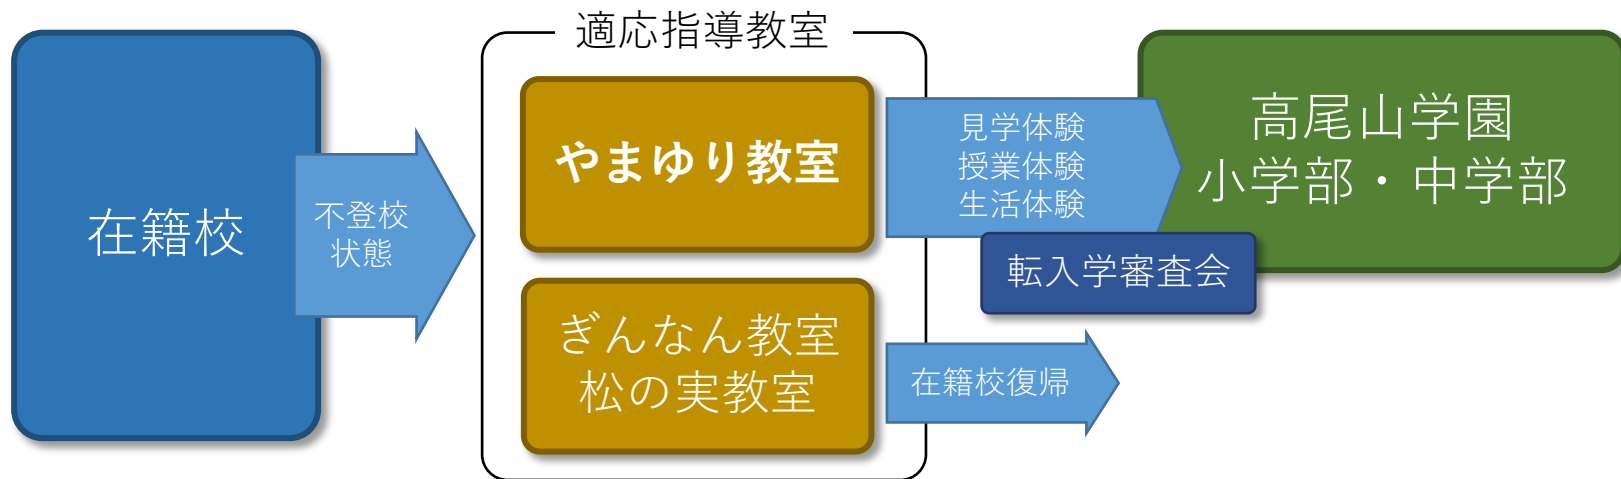 適応指導教室
在籍校
不登校
状態
やまゆり教室
ぎんなん教室
松の実教室
見学体験
授業体験
生活体験
転入学審査会
在籍校復帰
高尾山学園
小学部・中学部